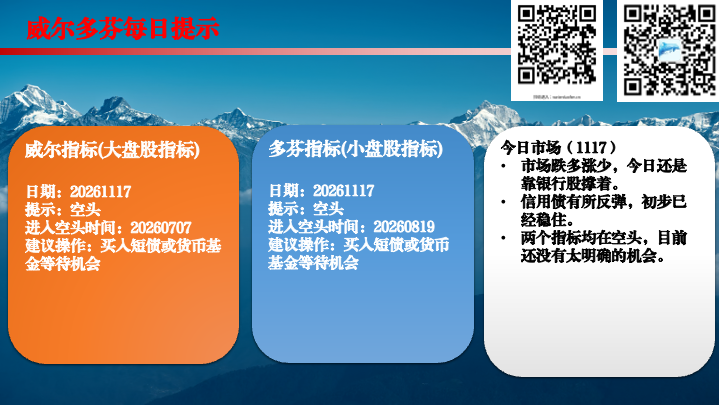 威尔多芬每日提示
威尔指标(大盘股指标)
日期：20261117
提示：空头
进入空头时间：20260707
建议操作：买入短债或货币基
金等待机会
多芬指标(小盘股指标)
日期：20261117
提示：空头
进入空头时间：20260819
建议操作：买入短债或货币
基金等待机会
今日市场（1117）
• 市场跌多涨少，今日还是
靠银行股撑着。
• 信用债有所反弹，初步已
经稳住。
• 两个指标均在空头，目前
还没有太明确的机会。